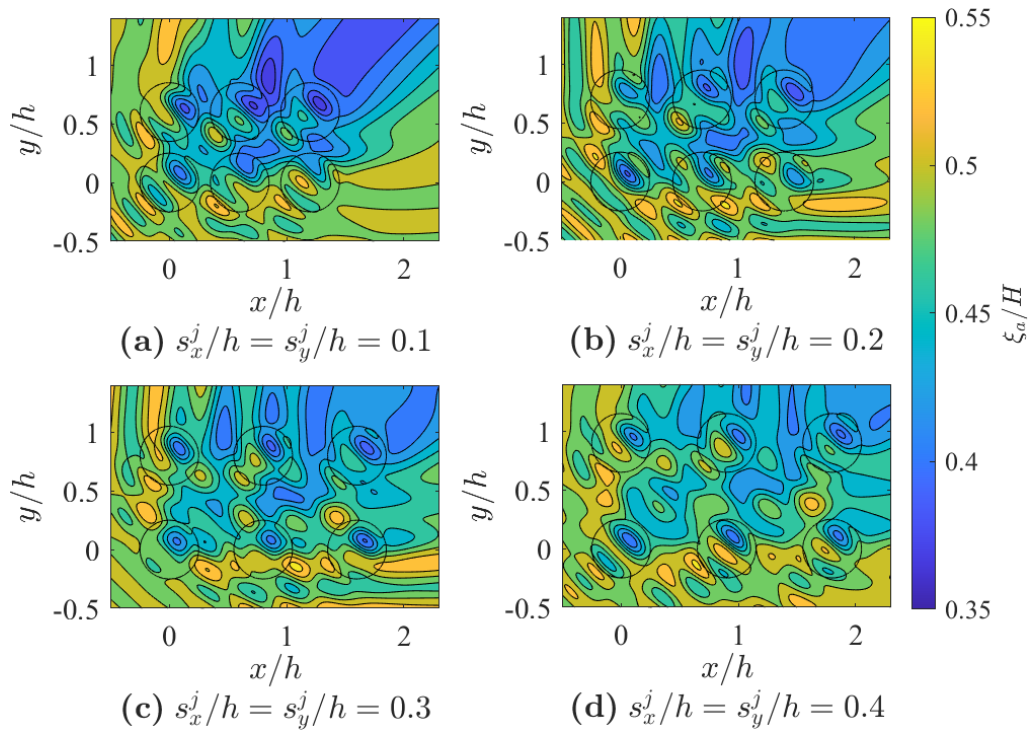 0.55
1
1
y/h
0.5
y/h
0.5
0
0
0.5
-0.5
-0.5
0 1 2
0 1 2
x/h
x/h
(a) s_x^j/h = s_y^j/h = 0.1
(b) s_x^j/h = s_y^j/h = 0.2
0.45
ξ_a/H
1
1
y/h
0.5
y/h
0.5
0.4
0
0
-0.5
-0.5
0.35
0 1 2
0 1 2
x/h
x/h
(c) s_x^j/h = s_y^j/h = 0.3
(d) s_x^j/h = s_y^j/h = 0.4